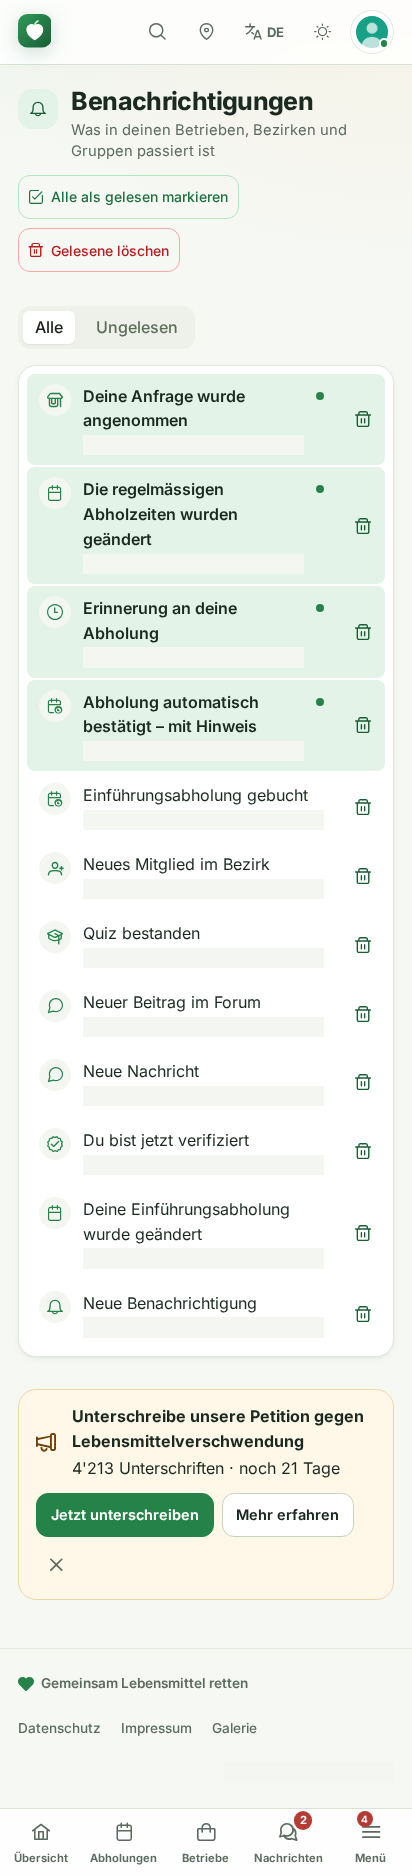 DE
Benachrichtigungen
Was in deinen Betrieben, Bezirken und
Gruppen passiert ist
Alle als gelesen markieren
Gelesene löschen
Alle
Ungelesen
Deine Anfrage wurde
angenommen
Die regelmässigen
Abholzeiten wurden
geändert
Erinnerung an deine
Abholung
Abholung automatisch
bestätigt – mit Hinweis
Einführungsabholung gebucht
Neues Mitglied im Bezirk
Quiz bestanden
Neuer Beitrag im Forum
Neue Nachricht
Du bist jetzt verifiziert
Deine Einführungsabholung
wurde geändert
Neue Benachrichtigung
Unterschreibe unsere Petition gegen
Lebensmittelverschwendung
4'213 Unterschriften · noch 21 Tage
Jetzt unterschreiben
Mehr erfahren
Gemeinsam Lebensmittel retten
Datenschutz Impressum Galerie
2
4
Übersicht Abholungen Betriebe Nachrichten Menü